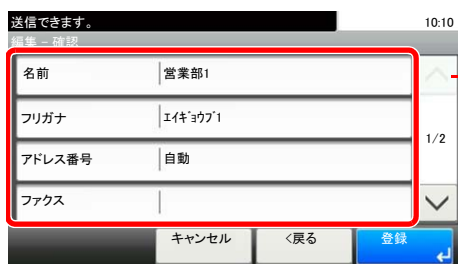 送信できます。 10:10
編集 - 確認
名前 営業部1
フリガナ ｴｲｷﾞｮｳﾌﾞ1
アドレス番号 自動
1/2
ファクス
キャンセル <戻る 登録